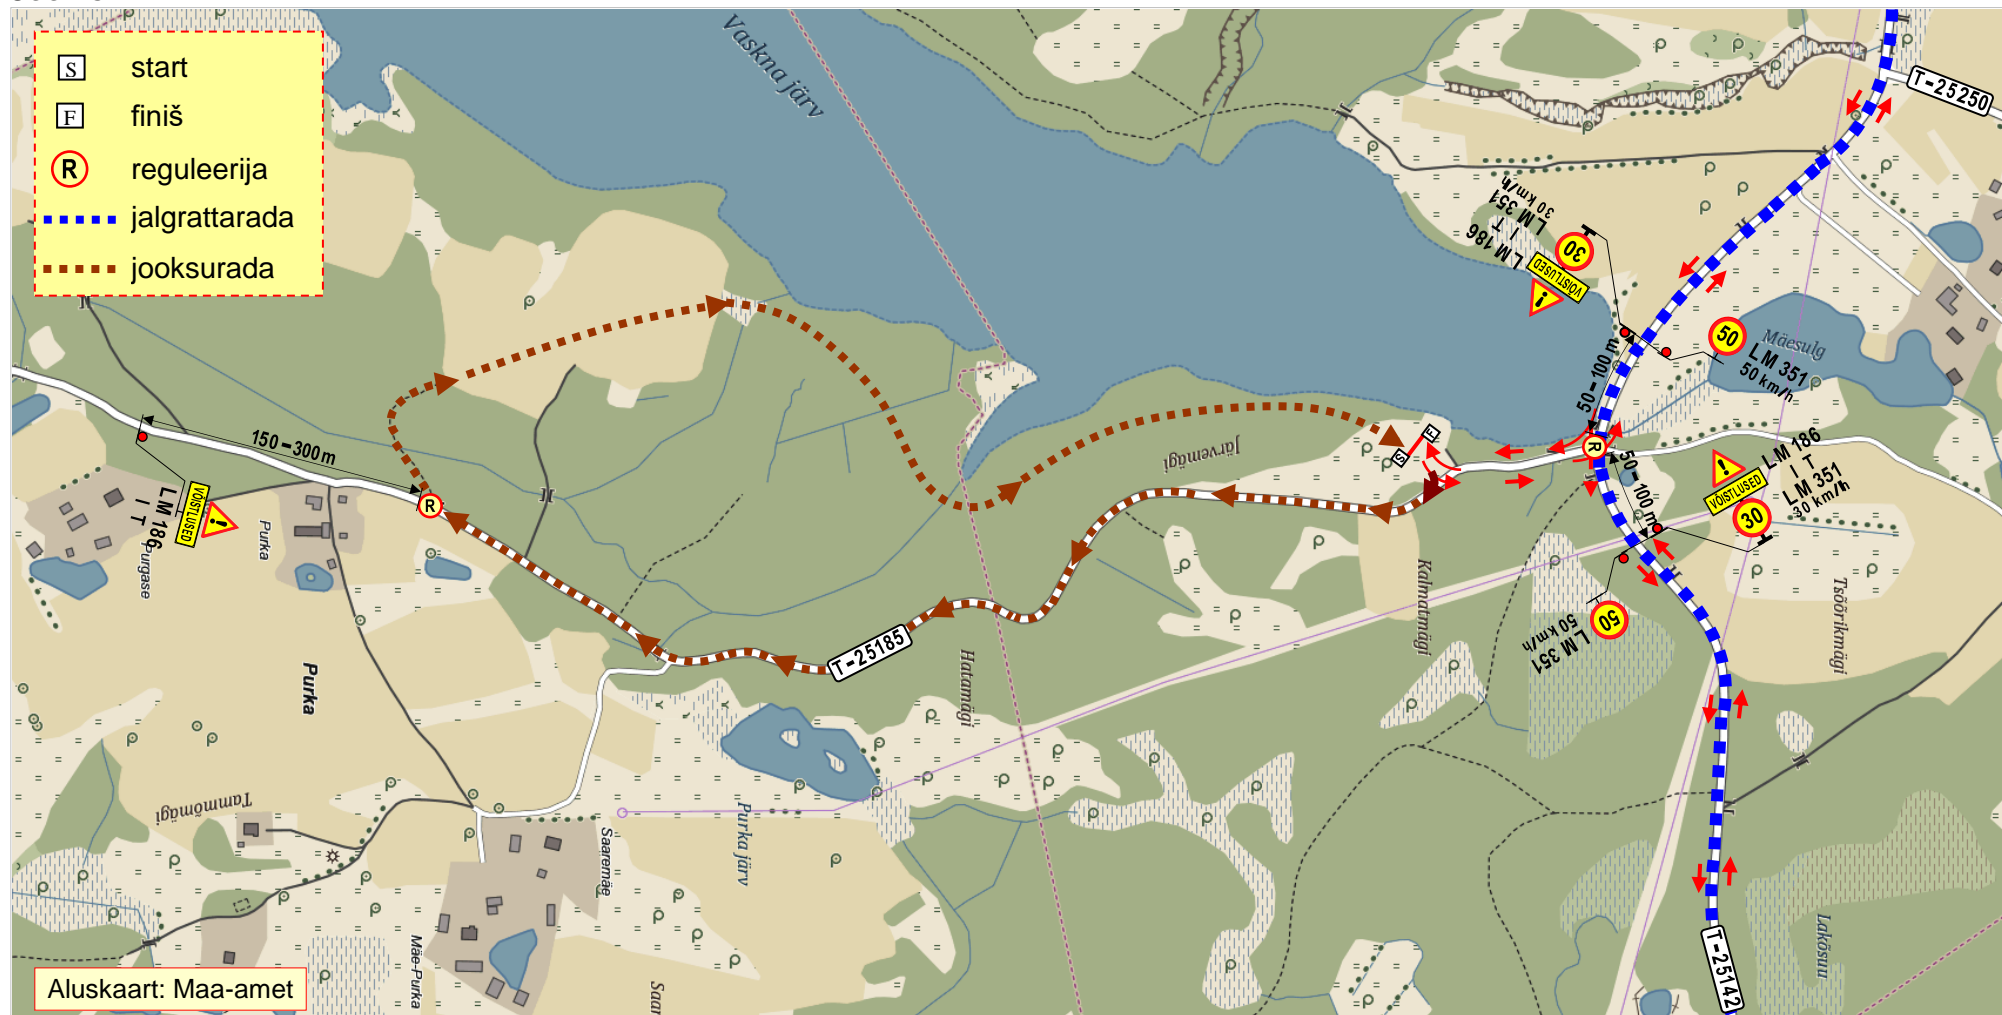 S start
F finiš
R reguleerija
jalgrattarada
jooksurada
Vaskna järv
T-25250
LM 351
30 km/h
I T
LM 186
30
VÕISTLUSED
!
50
LM 351
50 km/h
Mäesulg
50-100 m
R
50-100 m
!
VÕISTLUSED
LM 186
I T
LM 351
30 km/h
30
50
LM 351
50 km/h
S
F
Järvemägi
Kalmatmägi
Tsöörikmägi
150-300 m
R
LM 186
I T
VÕISTLUSED
!
Purgase
Purka
Purka
T-25185
Hatamägi
Tammõmägi
Purka järv
Saaremäe
Mäe-Purka
Saar
Lakösuu
T-25142
Aluskaart: Maa-amet